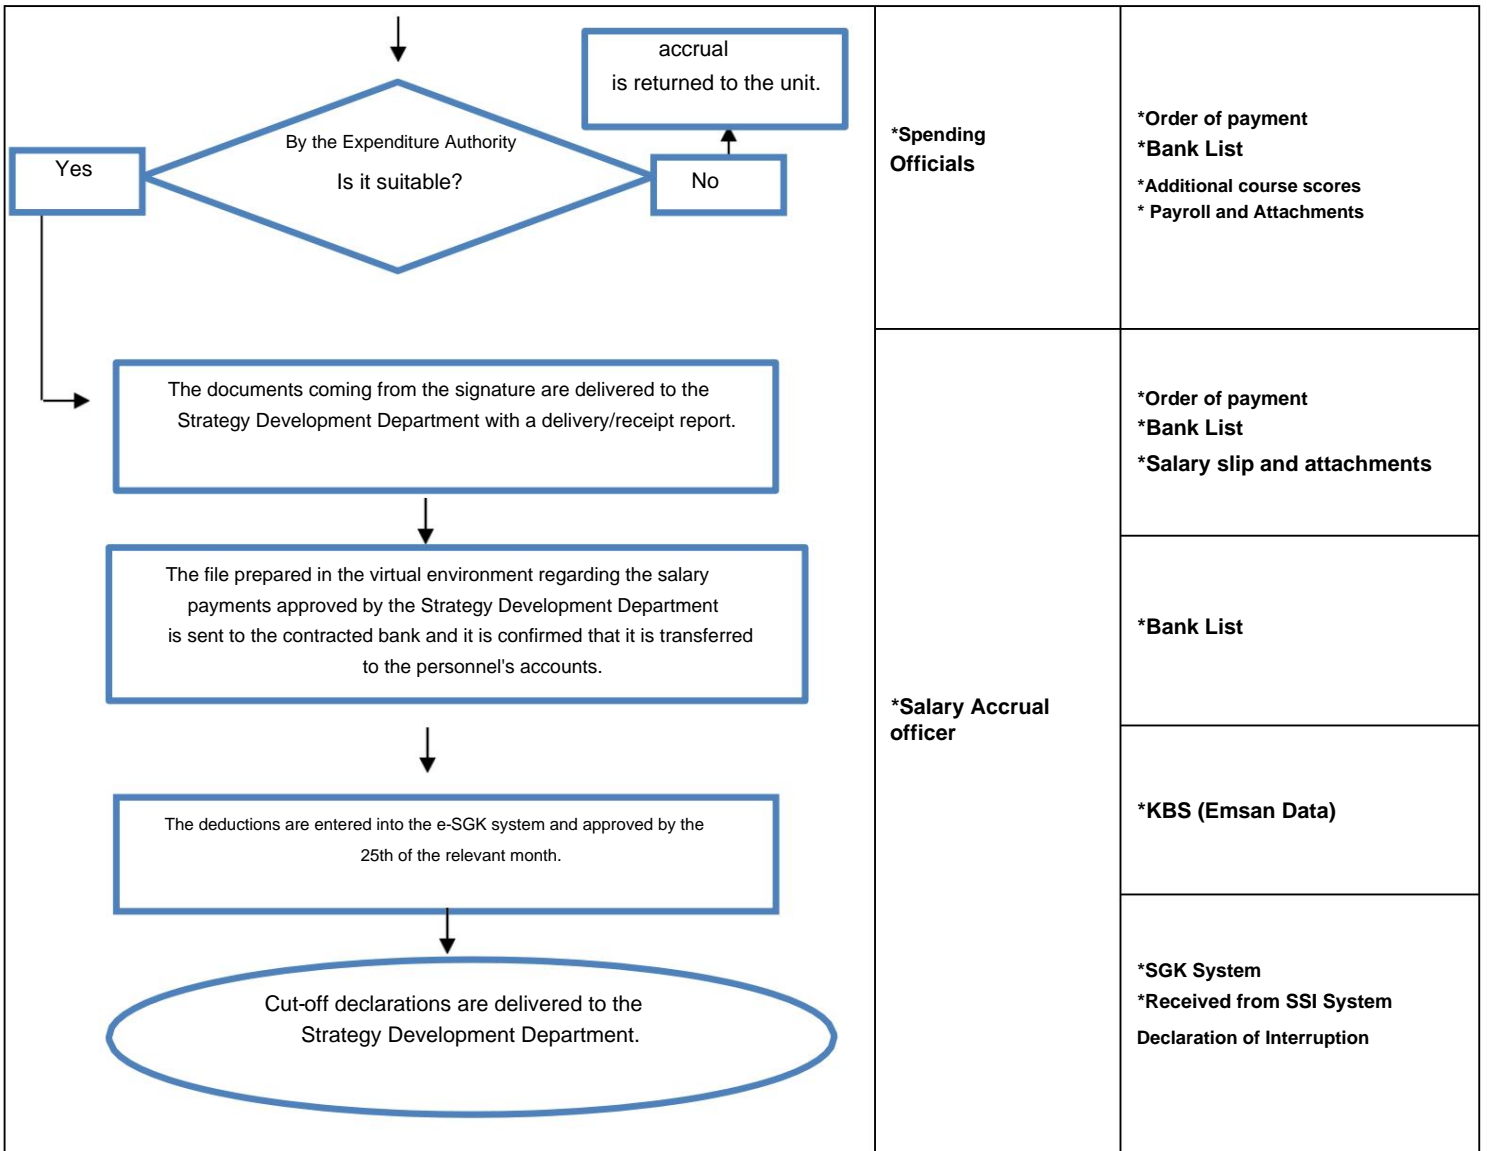 accrual
is returned to the unit.
By the Expenditure Authority
Is it suitable?
Yes
No
*Spending
Officials
*Order of payment
*Bank List
*Additional course scores
* Payroll and Attachments
The documents coming from the signature are delivered to the
Strategy Development Department with a delivery/receipt report.
*Order of payment
*Bank List
*Salary slip and attachments
The file prepared in the virtual environment regarding the salary
payments approved by the Strategy Development Department
is sent to the contracted bank and it is confirmed that it is transferred
to the personnel's accounts.
*Bank List
*Salary Accrual
officer
The deductions are entered into the e-SGK system and approved by the
25th of the relevant month.
*KBS (Emsan Data)
Cut-off declarations are delivered to the
Strategy Development Department.
*SGK System
*Received from SSI System
Declaration of Interruption